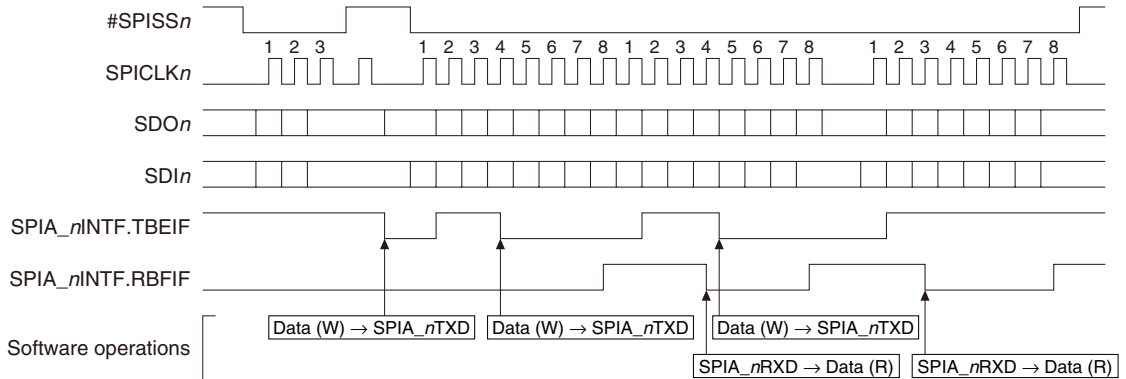 #SPISSn
1 2 3 1 2 3 4 5 6 7 8 1 2 3 4 5 6 7 8 1 2 3 4 5 6 7 8
SPICLKn
SDOn
SDIn
SPIA_nINTF.TBEIF
SPIA_nINTF.RBFIF
Data (W) → SPIA_nTXD Data (W) → SPIA_nTXD Data (W) → SPIA_nTXD
Software operations
SPIA_nRXD → Data (R) SPIA_nRXD → Data (R)